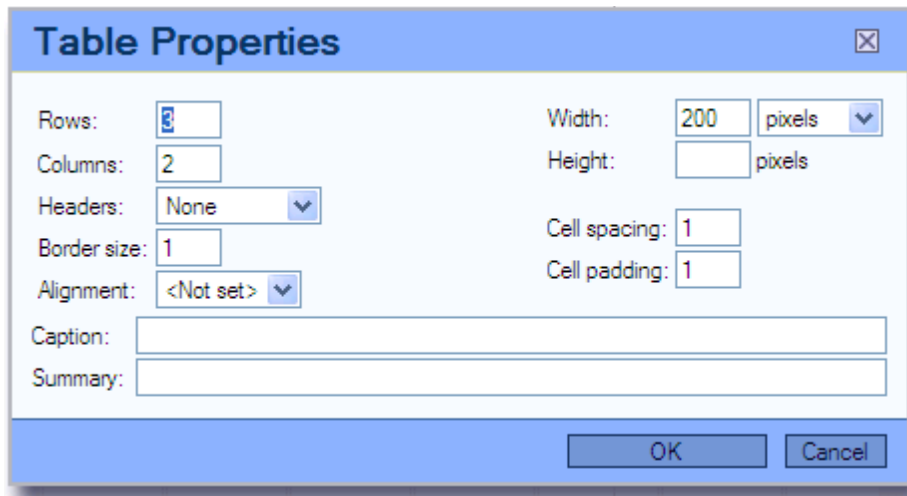 Table Properties
Rows: 3
Width: 200 pixels
Columns: 2
Height: pixels
Headers: None
Cell spacing: 1
Border size: 1
Cell padding: 1
Alignment: <Not set>
Caption:
Summary:
OK Cancel